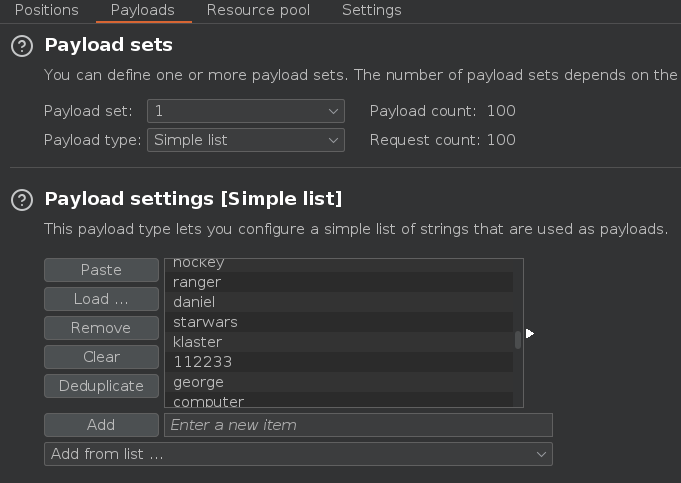 Positions Payloads Resource pool Settings
Payload sets
You can define one or more payload sets. The number of payload sets depends on the
Payload set: 1 Payload count: 100
Payload type: Simple list Request count: 100
Payload settings [Simple list]
This payload type lets you configure a simple list of strings that are used as payloads.
Paste
Load ...
Remove
Clear
Deduplicate
hockey
ranger
daniel
starwars
klaster
112233
george
computer
Add Enter a new item
Add from list ...